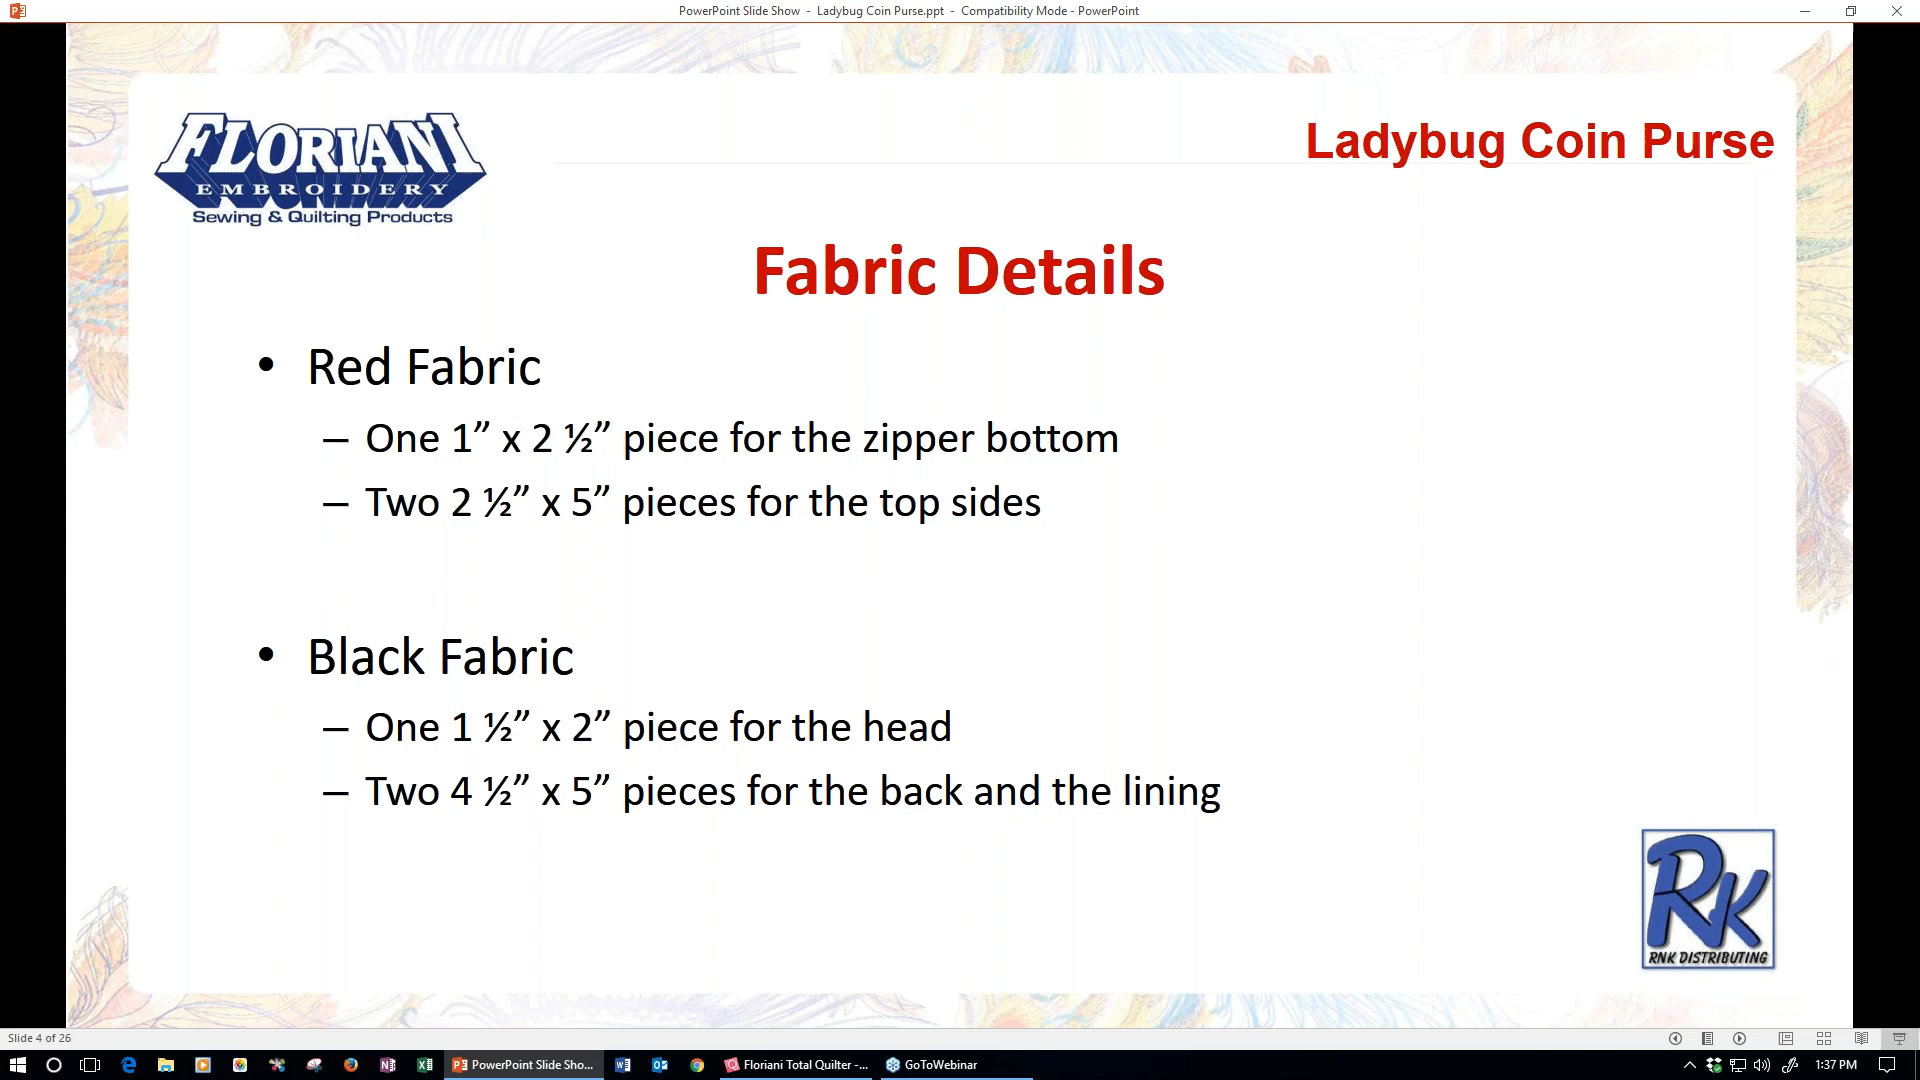 PowerPoint Slide Show - Ladybug Coin Purse.ppt - Compatibility Mode - PowerPoint
FLORIANI
EMBROIDERY
Sewing & Quilting Products
Ladybug Coin Purse
Fabric Details
• Red Fabric
– One 1” x 2 ½” piece for the zipper bottom
– Two 2 ½” x 5” pieces for the top sides
• Black Fabric
– One 1 ½” x 2” piece for the head
– Two 4 ½” x 5” pieces for the back and the lining
RK
RNK DISTRIBUTING
Slide 4 of 26
PowerPoint Slide Sho...
Floriani Total Quilter -...
GoToWebinar
1:37 PM